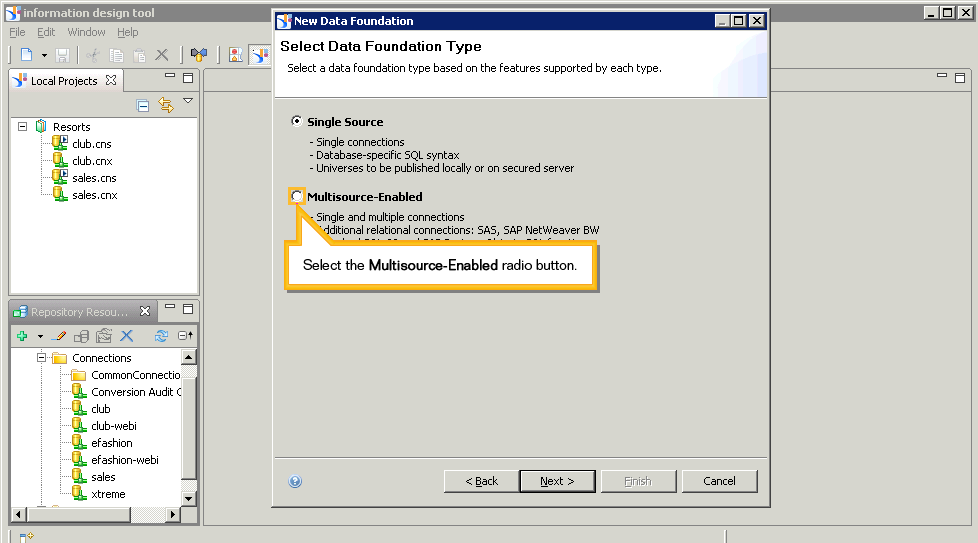 information design tool
File Edit Window Help
Local Projects
Resorts
club.cns
club.cnx
sales.cns
sales.cnx
Repository Resou...
Connections
CommonConnectio
Conversion Audit
club
club-webi
efashion
efashion-webi
sales
xtreme
New Data Foundation
Select Data Foundation Type
Select a data foundation type based on the features supported by each type.
Single Source
- Single connections
- Database-specific SQL syntax
- Universes to be published locally or on secured server
Multisource-Enabled
- Single and multiple connections
Additional relational connections: SAS, SAP NetWeaver BW
Select the Multisource-Enabled radio button.
< Back
Next >
Finish
Cancel